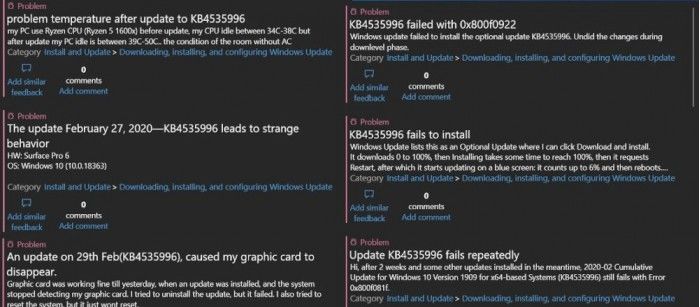 Problem
problem temperature after update to KB4535996
my PC use Ryzen CPU (Ryzen 5 1600x) before update, my CPU idle between 34C-38C but
after update my PC idle is between 39C-50C.. the condition of the room without AC
Category Install and Update > Downloading, installing, and configuring Windows Update
0
comments
Add similar
feedback
Add comment
Problem
The update February 27, 2020—KB4535996 leads to strange
behavior
HW: Surface Pro 6
OS: Windows 10 (10.0.18363)
Category Install and Update > Downloading, installing, and configuring Windows Update
0
comments
Add similar
feedback
Add comment
Problem
An update on 29th Feb(KB4535996), caused my graphic card to
disappear.
Graphic card was working fine till yesterday, when an update was installed, and the system
stopped detecting my graphic card. I tried to uninstall the update, but it failed. I also tried to
reset the system, but it just wont reset.
Problem
KB4535996 failed with 0x800f0922
Windows update failed to install the optional update KB4535996. Undid the changes during
downlevel phase.
Category Install and Update > Downloading, installing, and configuring Windows Update
0
comments
Add similar
feedback
Add comment
Problem
KB4535996 fails to install
Windows Update lists this as an Optional Update where I can click Download and install.
It downloads 0 to 100%, then Installing takes some time to reach 100%, then it requests
Restart, after which it starts updating on a blue screen: it counts up to 6% and then reboots....
Category Install and Update > Downloading, installing, and configuring Windows Update
0
comments
Add similar
feedback
Add comment
Problem
Update KB4535996 fails repeatedly
Hi, after 2 weeks and some other updates installed in the meantime, 2020-02 Cumulative
Update for Windows 10 Version 1909 for x64-based Systems (KB4535996) still fails with Error
0x800f081f.
Category Install and Update > Downloading, installing, and configuring Windows Update